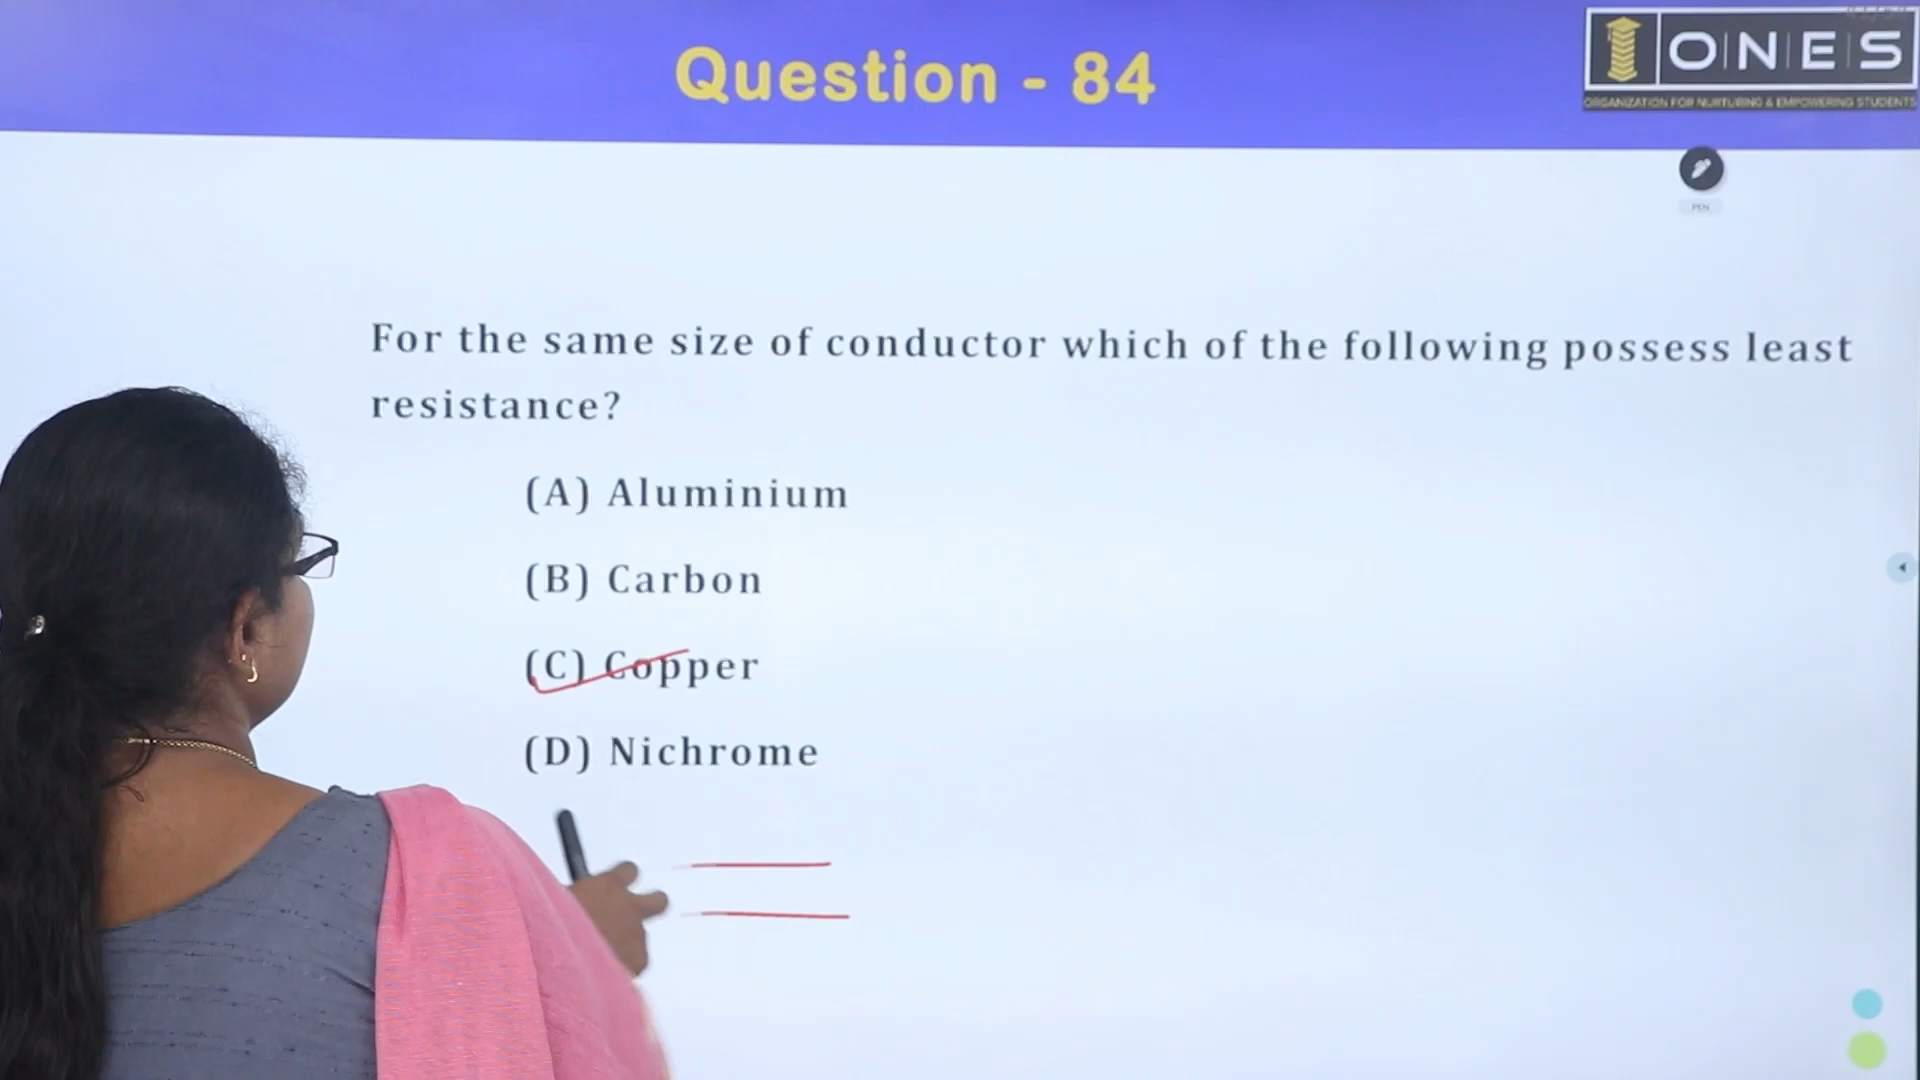 Question - 84
ONES
ORGANIZATION FOR NURTURING & EMPOWERING STUDENTS
PEN
For the same size of conductor which of the following possess least
resistance?
(A) Aluminium
(B) Carbon
(C) Copper
(D) Nichrome